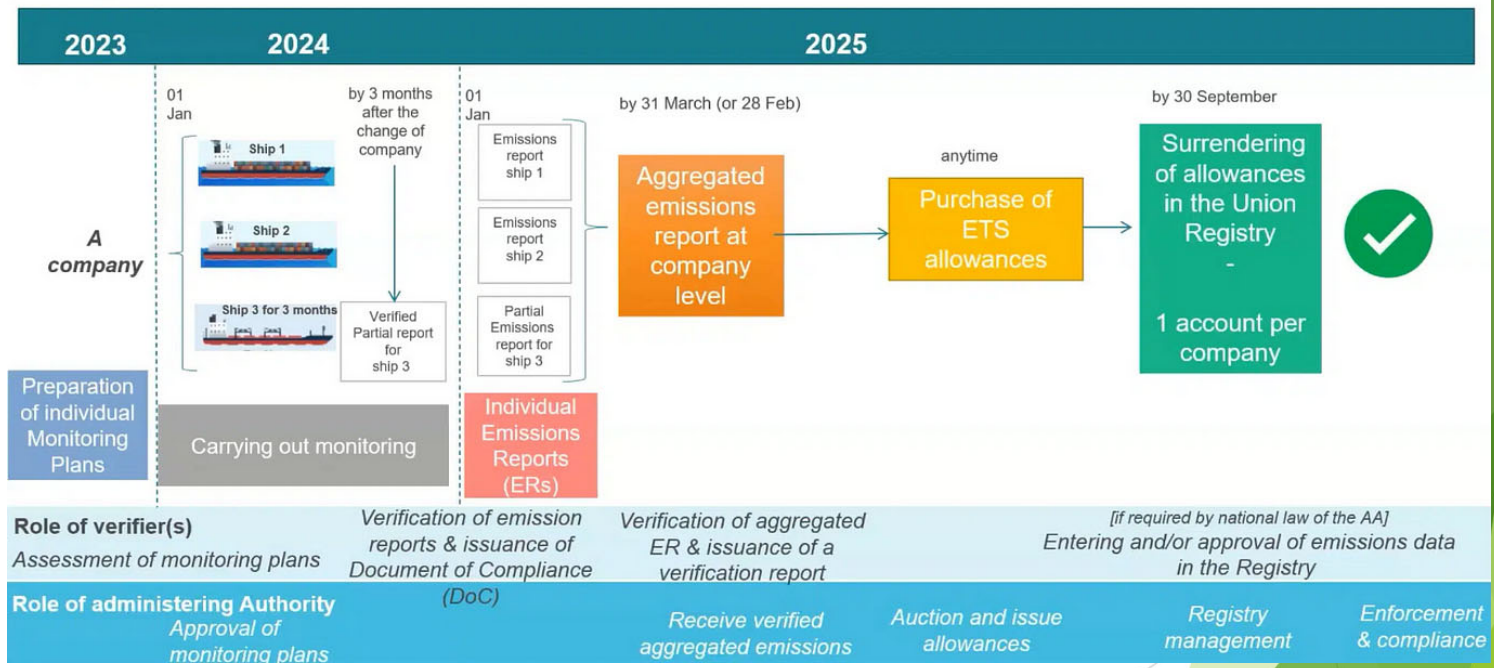 2023
2024
2025
01
Jan
by 3 months
after the
change of
company
01
Jan
by 31 March (or 28 Feb)
anytime
by 30 September
A
company
Ship 1
Ship 2
Ship 3 for 3 months
Verified
Partial report
for
ship 3
Emissions
report
ship 1
Emissions
report
ship 2
Partial
Emissions
report for
ship 3
Aggregated
emissions
report at
company
level
Purchase of
ETS
allowances
Surrendering
of allowances
in the Union
Registry
-
1 account per
company
Preparation
of individual
Monitoring
Plans
Carrying out monitoring
Individual
Emissions
Reports
(ERs)
Role of verifier(s)
Assessment of monitoring plans
Verification of emission
reports & issuance of
Document of Compliance
(DoC)
Verification of aggregated
ER & issuance of a
verification report
[if required by national law of the AA]
Entering and/or approval of emissions data
in the Registry
Role of administering Authority
Approval of
monitoring plans
Receive verified
aggregated emissions
Auction and issue
allowances
Registry
management
Enforcement
& compliance